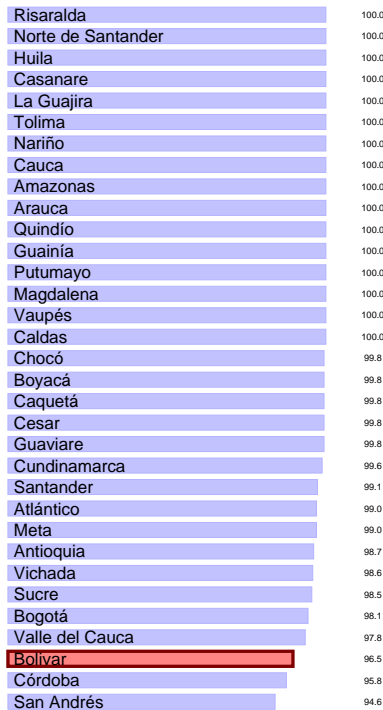 Risaralda 100.0
Norte de Santander 100.0
Huila 100.0
Casanare 100.0
La Guajira 100.0
Tolima 100.0
Nariño 100.0
Cauca 100.0
Amazonas 100.0
Arauca 100.0
Quindío 100.0
Guainía 100.0
Putumayo 100.0
Magdalena 100.0
Vaupés 100.0
Caldas 100.0
Chocó 99.8
Boyacá 99.8
Caquetá 99.8
Cesar 99.8
Guaviare 99.8
Cundinamarca 99.6
Santander 99.1
Atlántico 99.0
Meta 99.0
Antioquia 98.7
Vichada 98.6
Sucre 98.5
Bogotá 98.1
Valle del Cauca 97.8
Bolivar 96.5
Córdoba 95.8
San Andrés 94.6